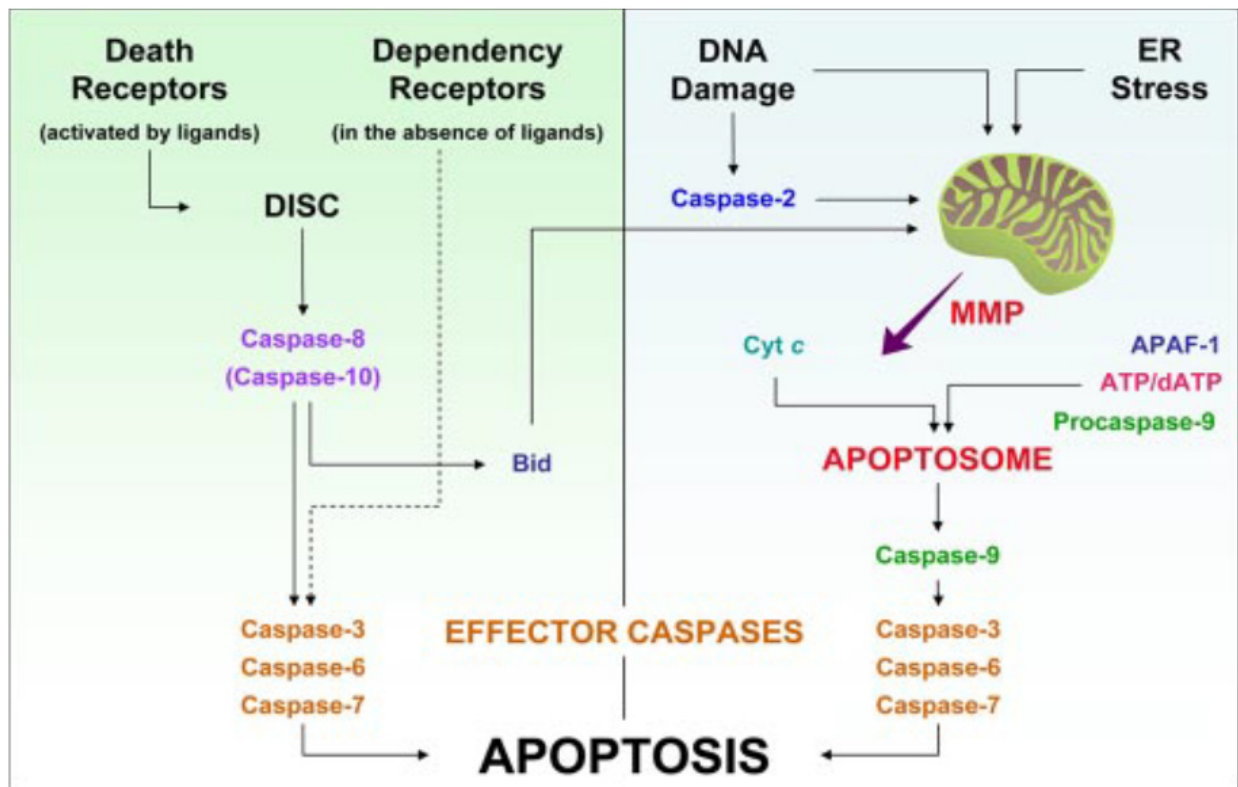 Death
Receptors
(activated by ligands)
Dependency
Receptors
(in the absence of ligands)
DISC
Caspase-8
(Caspase-10)
Bid
Caspase-3
Caspase-6
Caspase-7
DNA
Damage
ER
Stress
Caspase-2
MMP
Cyt c
APAF-1
ATP/dATP
Procaspase-9
APOPTOSOME
Caspase-9
EFFECTOR CASPASES
Caspase-3
Caspase-6
Caspase-7
APOPTOSIS